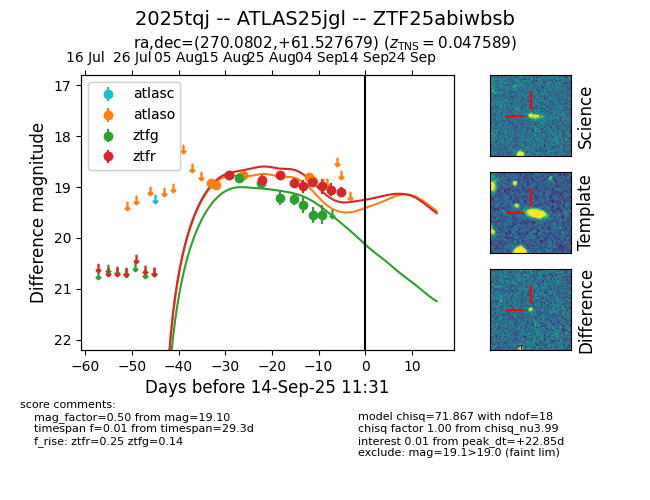 2025tqj -- ATLAS25jgl -- ZTF25abiwbsb
ra,dec=(270.0802,+61.527679) (z_TNS = 0.047589)
16 Jul 26 Jul 05 Aug 15 Aug 25 Aug 04 Sep 14 Sep 24 Sep
17
18
19
20
21
22
Difference magnitude
atlasc
atlaso
ztfg
ztfr
−60 −50 −40 −30 −20 −10 0 10
Days before 14-Sep-25 11:31
Science
Template
Difference
score comments:
mag_factor=0.50 from mag=19.10
timespan f=0.01 from timespan=29.3d
f_rise: ztfr=0.25 ztfg=0.14
model chisq=71.867 with ndof=18
chisq factor 1.00 from chisq_nu3.99
interest 0.01 from peak_dt=+22.85d
exclude: mag=19.1>19.0 (faint lim)